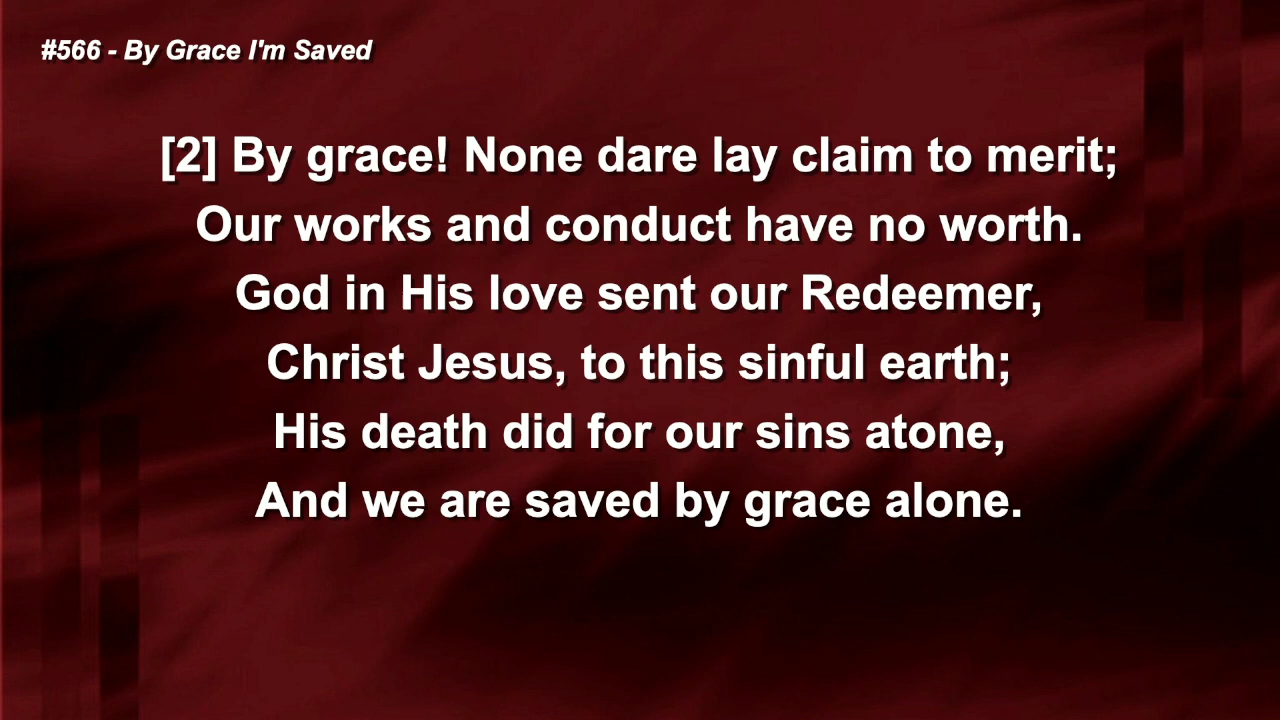 #566 - By Grace I'm Saved
[2] By grace! None dare lay claim to merit;
Our works and conduct have no worth.
God in His love sent our Redeemer,
Christ Jesus, to this sinful earth;
His death did for our sins atone,
And we are saved by grace alone.